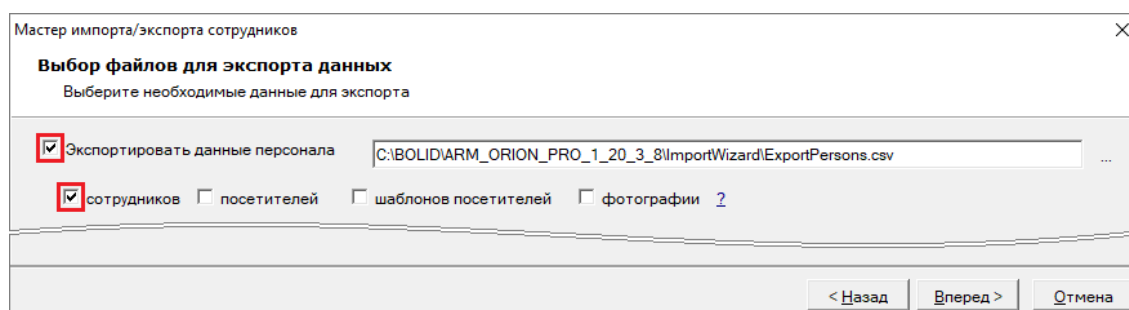 Мастер импорта/экспорта сотрудников
Выбор файлов для экспорта данных
Выберите необходимые данные для экспорта
Экспортировать данные персонала C:\BOLID\ARM_ORION_PRO_1_20_3_8\ImportWizard\ExportPersons.csv ...
сотрудников посетителей шаблонов посетителей фотографии ?
< Назад Вперед > Отмена